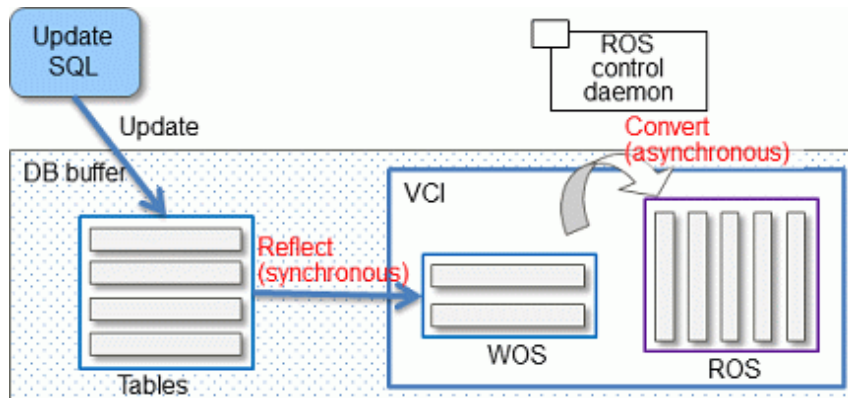 Update
SQL
ROS
control
daemon
Update
Convert
(asynchronous)
DB buffer
VCI
Reflect
(synchronous)
WOS
Tables
ROS